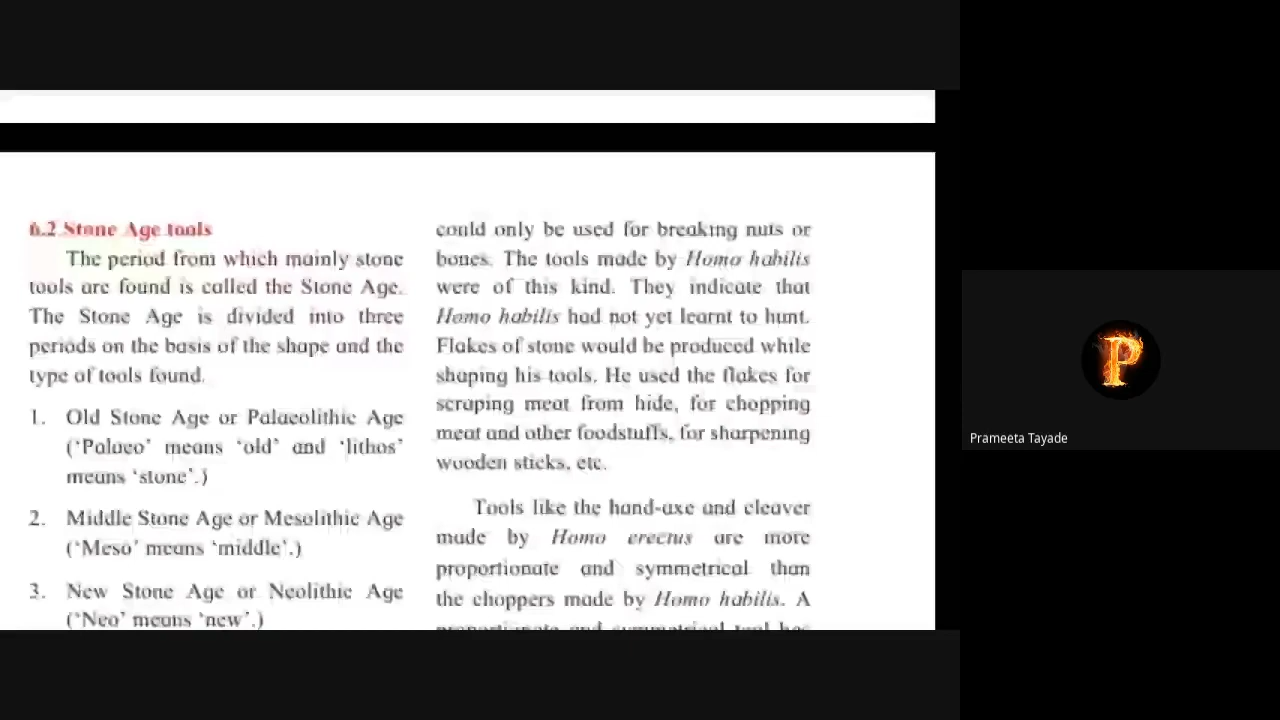 6.2 Stone Age tools
The period from which mainly stone
tools are found is called the Stone Age.
The Stone Age is divided into three
periods on the basis of the shape and the
type of tools found.
1. Old Stone Age or Palaeolithic Age
('Palaeo' means 'old' and 'lithos'
means 'stone'.)
2. Middle Stone Age or Mesolithic Age
('Meso' means 'middle'.)
3. New Stone Age or Neolithic Age
('Neo' means 'new'.)
could only be used for breaking nuts or
bones. The tools made by Homo habilis
were of this kind. They indicate that
Homo habilis had not yet learnt to hunt.
Flakes of stone would be produced while
shaping his tools. He used the flakes for
scraping meat from hide, for chopping
meat and other foodstuffs, for sharpening
wooden sticks, etc.
Tools like the hand-axe and cleaver
made by Homo erectus are more
proportionate and symmetrical than
the choppers made by Homo habilis. A
proportionate and symmetrical tool has
P
Prameeta Tayade